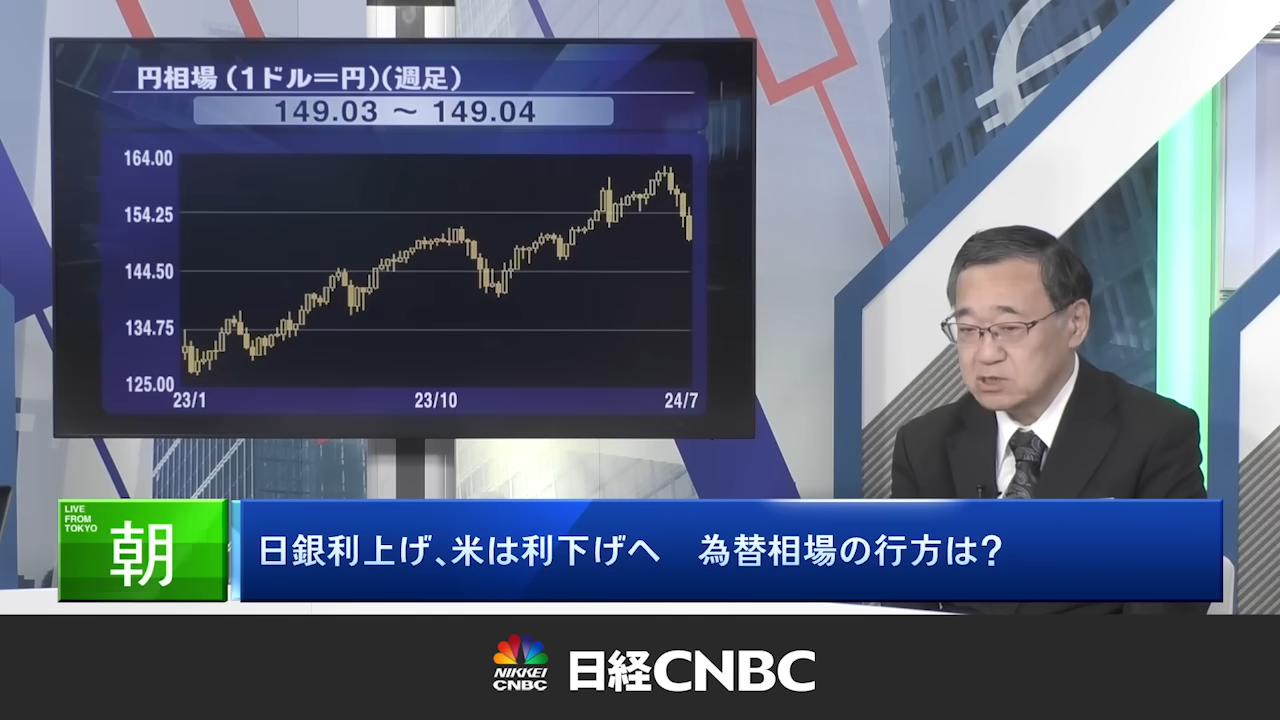 円相場（1ドル＝円）（週足）
149.03 ～ 149.04
164.00
154.25
144.50
134.75
125.00
23/1 23/10 24/7
LIVE
FROM
TOKYO
朝
日銀利上げ、米は利下げへ　為替相場の行方は?
NIKKEI
CNBC
日経CNBC